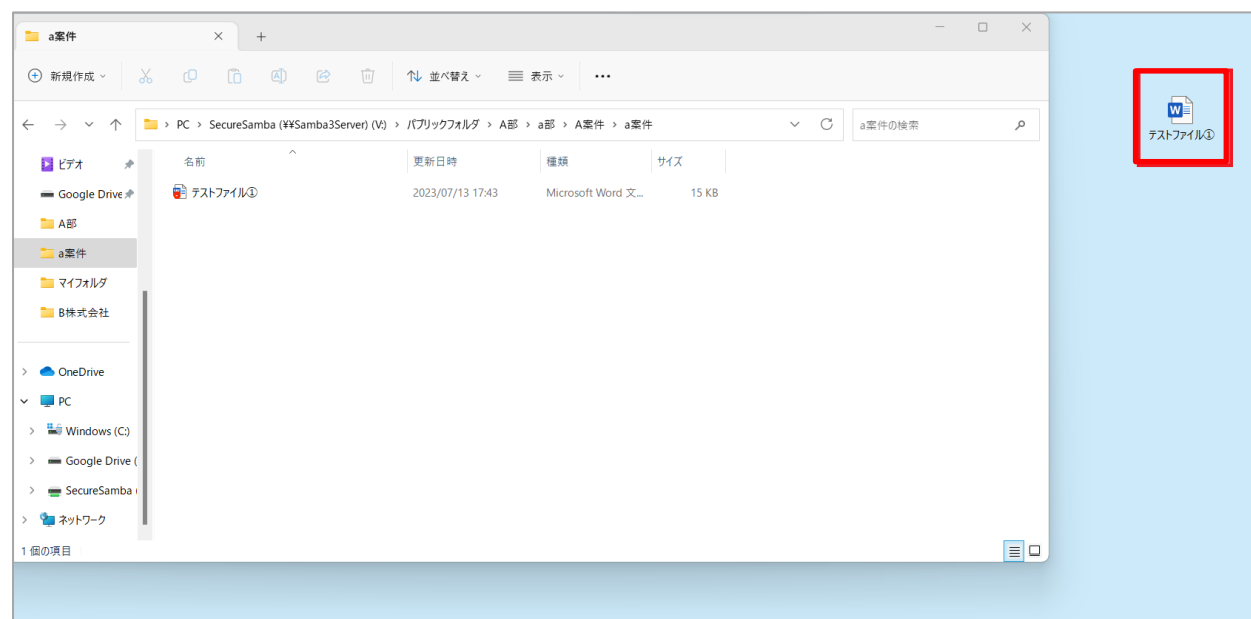 a案件
新規作成
並べ替え
表示
PC > SecureSamba (¥¥Samba3Server) (V:) > パブリックフォルダ > A部 > a部 > A案件 > a案件
a案件の検索
テストファイル①
ビデオ
Google Drive
A部
a案件
マイフォルダ
B株式会社
OneDrive
PC
Windows (C:)
Google Drive (
SecureSamba (
ネットワーク
名前 更新日時 種類 サイズ
テストファイル① 2023/07/13 17:43 Microsoft Word 文... 15 KB
1 個の項目